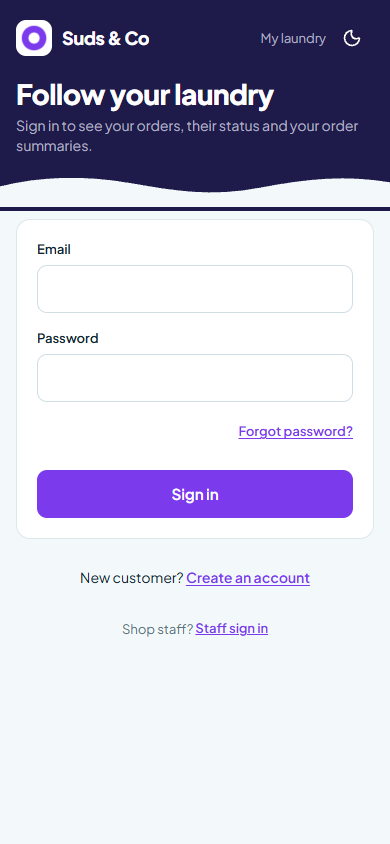 Suds & Co
My laundry
Follow your laundry
Sign in to see your orders, their status and your order
summaries.
Email
Password
Forgot password?
Sign in
New customer? Create an account
Shop staff? Staff sign in